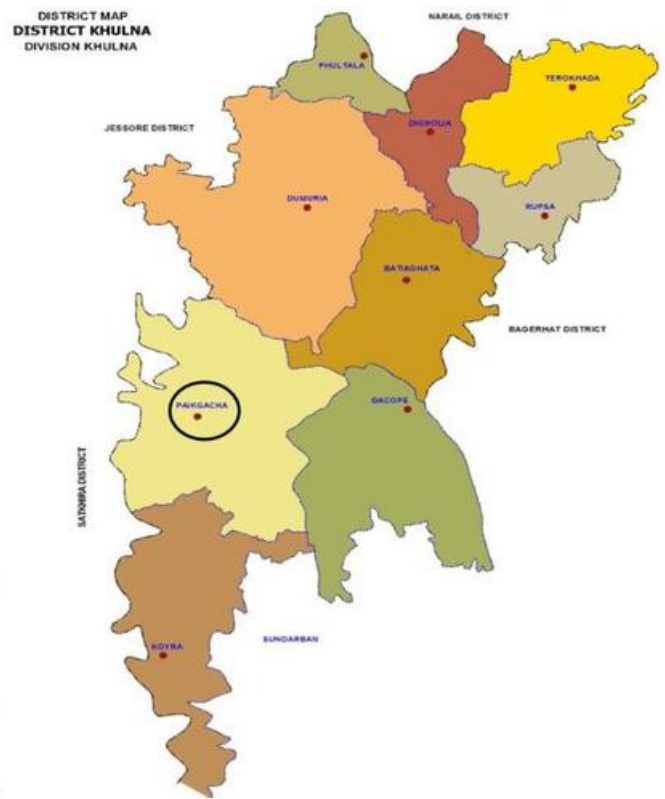 DISTRICT MAP
DISTRICT KHULNA
DIVISION KHULNA
NARAIL DISTRICT
PHULTALA
TEROKHADA
JESSORE DISTRICT
DIGHOLIA
DUMURIA
RUPSA
BATIAGHATA
BAGERHAT DISTRICT
PAIKGACHA
DACOPE
SATKHIRA DISTRICT
SUNDARBAN
KOYRA